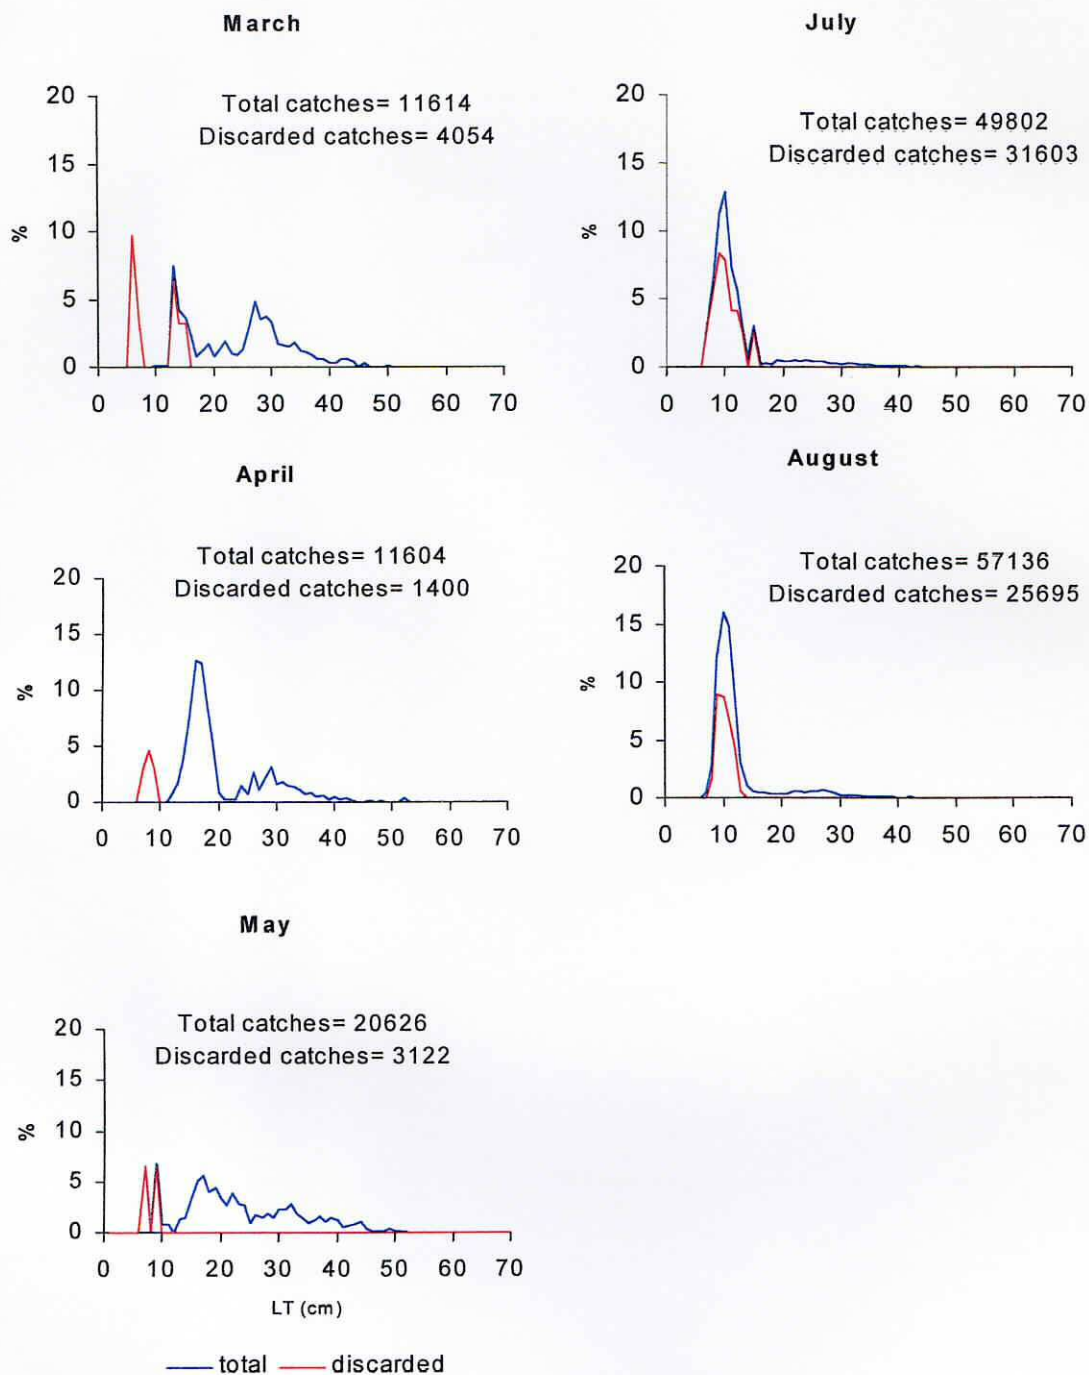 March
20
15
10
5
0
%
Total catches= 11614
Discarded catches= 4054
0 10 20 30 40 50 60 70
July
20
15
10
5
0
%
Total catches= 49802
Discarded catches= 31603
0 10 20 30 40 50 60 70
April
20
15
10
5
0
%
Total catches= 11604
Discarded catches= 1400
0 10 20 30 40 50 60 70
August
20
15
10
5
0
%
Total catches= 57136
Discarded catches= 25695
0 10 20 30 40 50 60 70
May
20
15
10
5
0
%
Total catches= 20626
Discarded catches= 3122
0 10 20 30 40 50 60 70
LT (cm)
total discarded